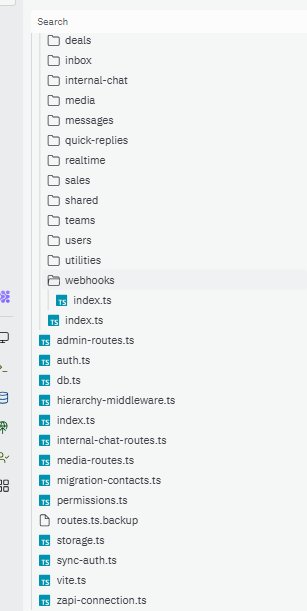 Search
deals
inbox
internal-chat
media
messages
quick-replies
realtime
sales
shared
teams
users
utilities
webhooks
TS index.ts
TS index.ts
TS admin-routes.ts
TS auth.ts
TS db.ts
TS hierarchy-middleware.ts
TS index.ts
TS internal-chat-routes.ts
TS media-routes.ts
TS migration-contacts.ts
TS permissions.ts
routes.ts.backup
TS storage.ts
TS sync-auth.ts
TS vite.ts
TS zapi-connection.ts